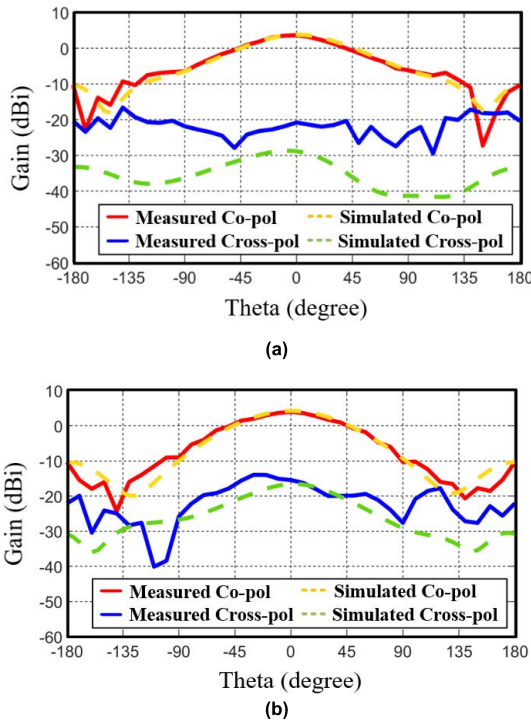 10
0
-10
-20
-30
-40
-50
-60
Gain (dBi)
Measured Co-pol
Simulated Co-pol
Measured Cross-pol
Simulated Cross-pol
-180 -135 -90 -45 0 45 90 135 180
Theta (degree)
(a)
10
0
-10
-20
-30
-40
-50
-60
Gain (dBi)
Measured Co-pol
Simulated Co-pol
Measured Cross-pol
Simulated Cross-pol
-180 -135 -90 -45 0 45 90 135 180
Theta (degree)
(b)